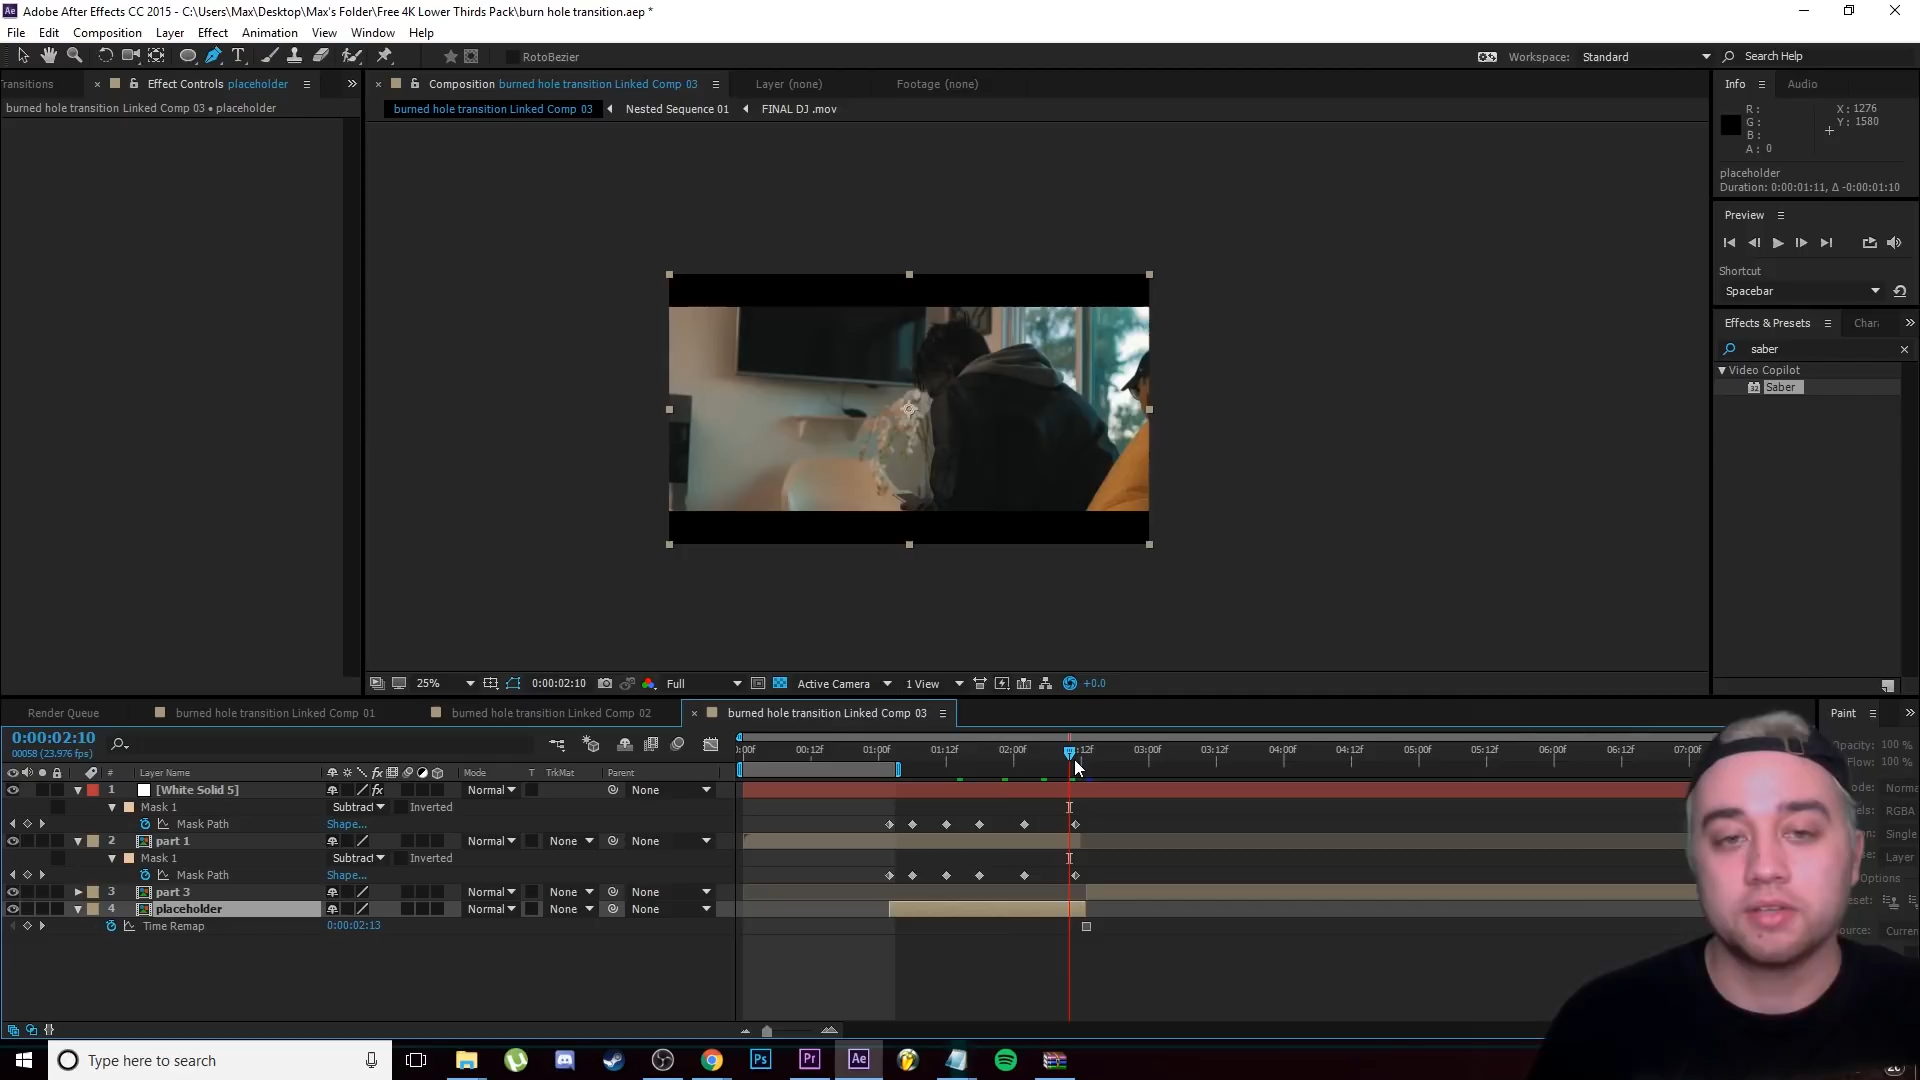 Adobe After Effects CC 2015 - C:\Users\Max\Desktop\Max's Folder\Free 4K Lower Thirds Pack\burn hole transition.aep *
File Edit Composition Layer Effect Animation View Window Help
RotoBezier
Workspace: Standard
Search Help
ransitions
Effect Controls placeholder
Composition burned hole transition Linked Comp 03
Layer (none)
Footage (none)
Info
Audio
burned hole transition Linked Comp 03 • placeholder
burned hole transition Linked Comp 03
Nested Sequence 01
FINAL DJ .mov
R :
G :
B :
A : 0
X : 1276
Y : 1580
placeholder
Duration: 0:00:01:11, Δ -0:00:01:10
Preview
Shortcut
Spacebar
Effects & Presets
Chara
saber
Video Copilot
32
Saber
25%
0:00:02:10
Full
Active Camera
1 View
+0.0
Render Queue
burned hole transition Linked Comp 01
burned hole transition Linked Comp 02
burned hole transition Linked Comp 03
Paint
0:00:02:10
00058 (23.976 fps)
:00f 00:12f 01:00f 01:12f 02:00f :12f 03:00f 03:12f 04:00f 04:12f 05:00f 05:12f 06:00f 06:12f 07:00f
Opacity: 100 %
Flow: 100 %
# Layer Name Mode T TrkMat Parent
1 [White Solid 5] fx Normal None
Mask 1 Subtract Inverted
Mask Path Shape...
2 part 1 Normal None None
Mask 1 Subtract Inverted
Mask Path Shape...
3 part 3 Normal None None
4 placeholder Normal None None
Time Remap 0:00:02:13
ode: Norma
RGBA
Single
Layer
Options
eset:
ource: Curren
Type here to search
Ps
Pr
Ae